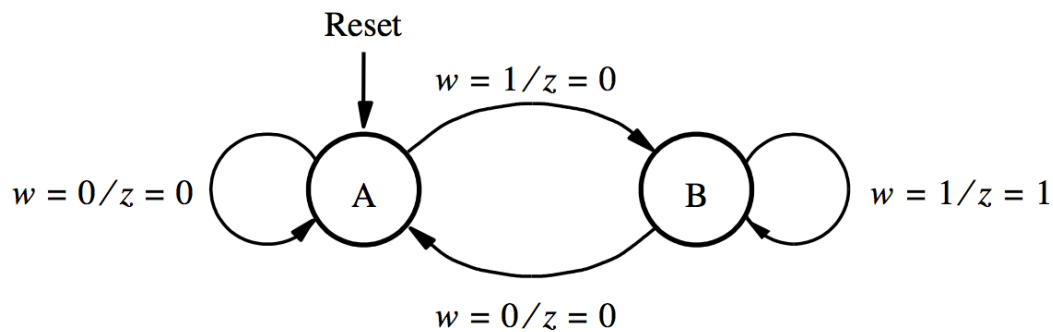 Reset
w = 1/z = 0
w = 0/z = 0
A
B
w = 1/z = 1
w = 0/z = 0